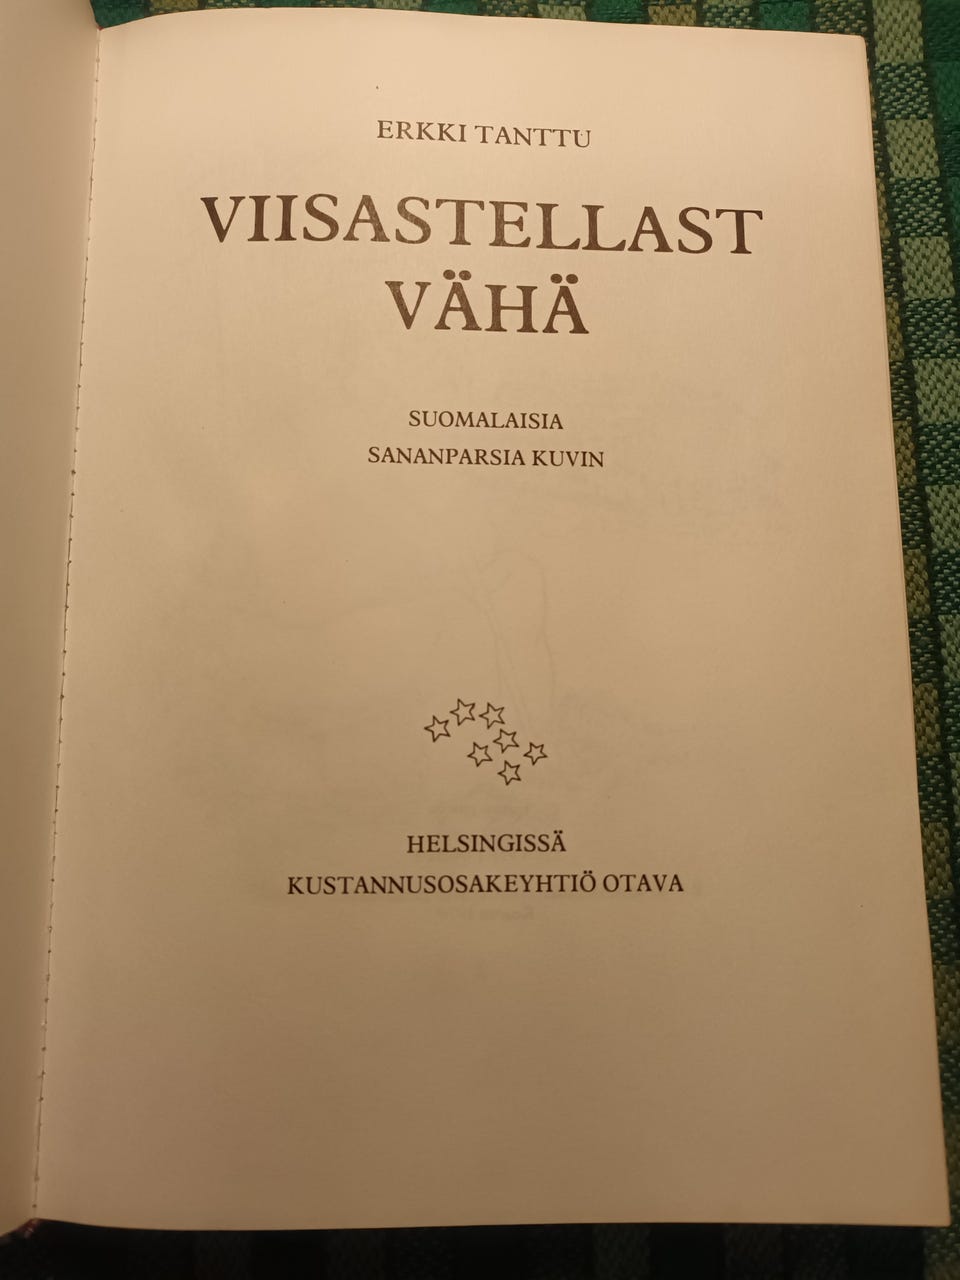 ERKKI TANTTU
VIISASTELLAST
VÄHÄ
SUOMALAISIA
SANANPARSIA KUVIN
HELSINGISSÄ
KUSTANNUSOSAKEYHTIÖ OTAVA